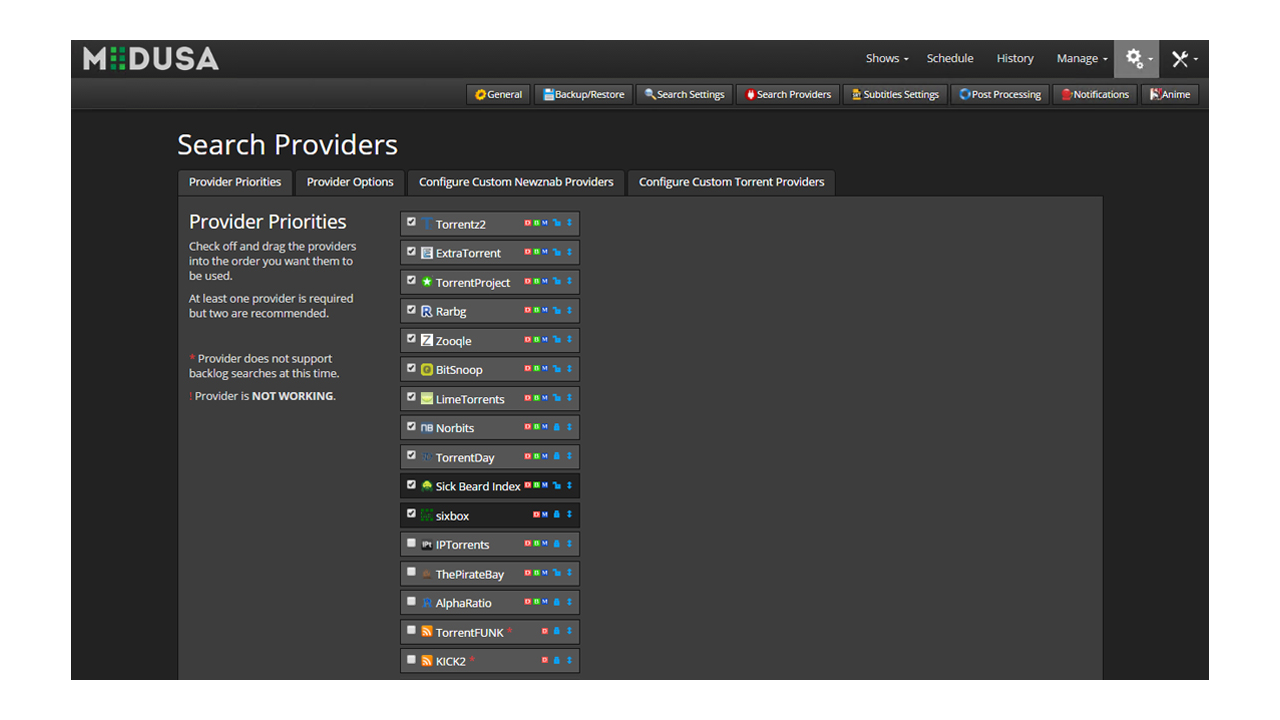 MEDUSA
Shows Schedule History Manage
General Backup/Restore Search Settings Search Providers Subtitles Settings Post Processing Notifications Anime
Search Providers
Provider Priorities Provider Options Configure Custom Newznab Providers Configure Custom Torrent Providers
Provider Priorities
Check off and drag the providers
into the order you want them to
be used.
At least one provider is required
but two are recommended.
* Provider does not support
backlog searches at this time.
! Provider is NOT WORKING.
Torrentz2 D B M
ExtraTorrent D B M
TorrentProject D B M
R Rarbg D B M
Z Zooqle D B M
BitSnoop D B M
LimeTorrents D B M
nB Norbits D B M
TorrentDay D B M
Sick Beard Index D B M
sixbox D M
IPT IPTorrents D B M
ThePirateBay D B M
AlphaRatio D B M
TorrentFUNK * D
KICK2 * D